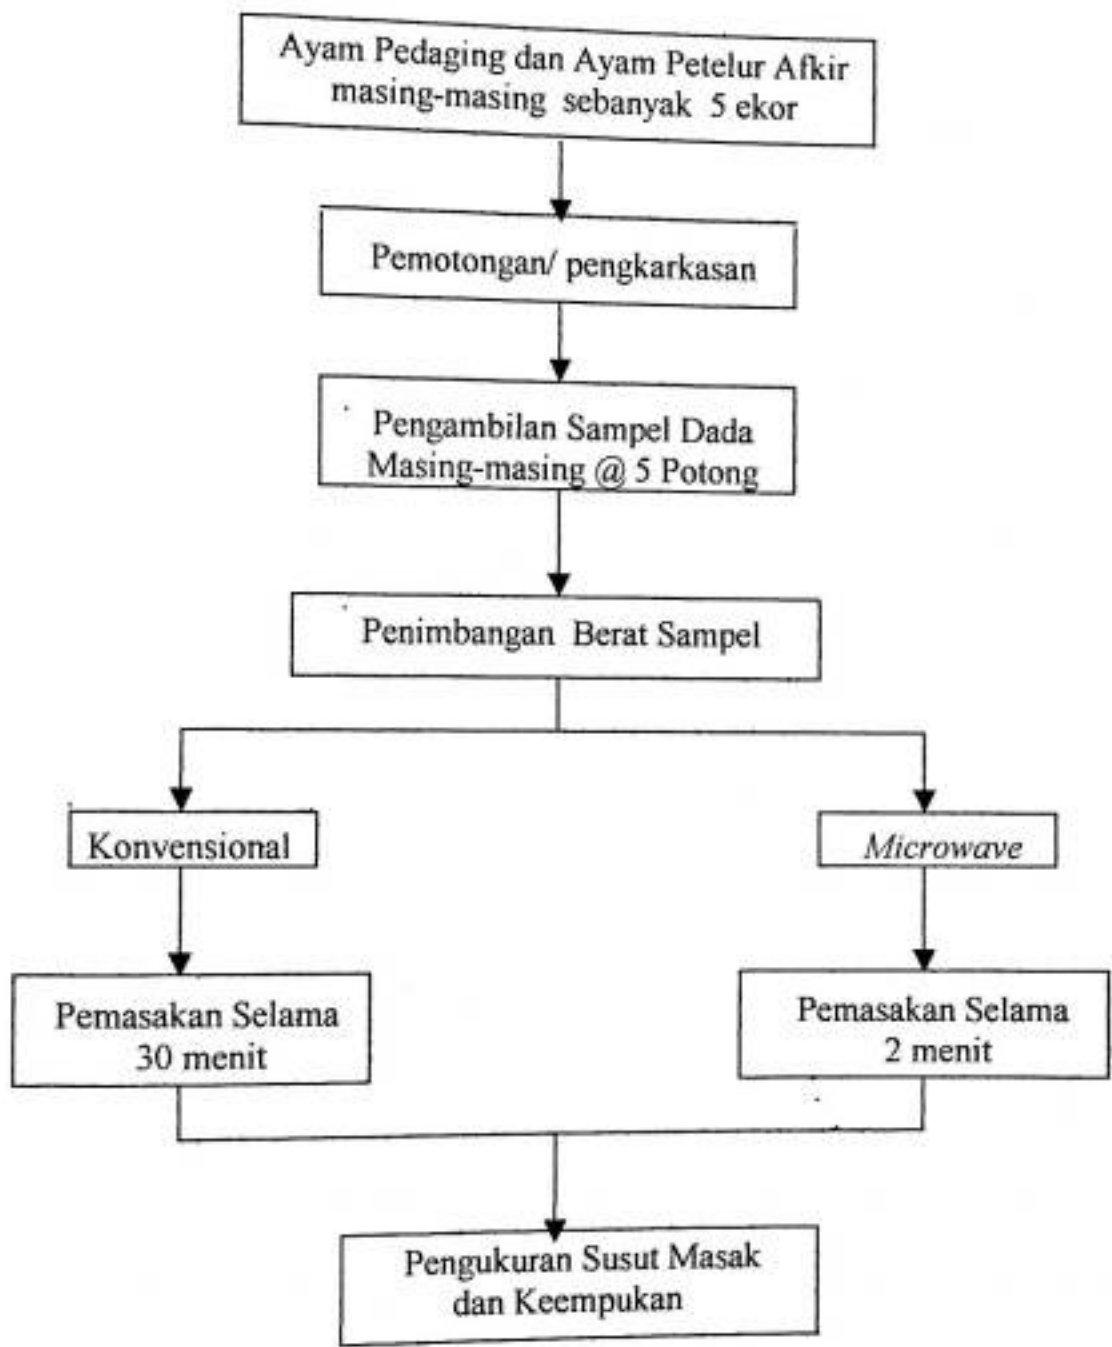 Ayam Pedaging dan Ayam Petelur Afkir
masing-masing sebanyak 5 ekor
Pemotongan/ pengkarkasan
Pengambilan Sampel Dada
Masing-masing @ 5 Potong
Penimbangan Berat Sampel
Konvensional
Microwave
Pemasakan Selama
30 menit
Pemasakan Selama
2 menit
Pengukuran Susut Masak
dan Keempukan